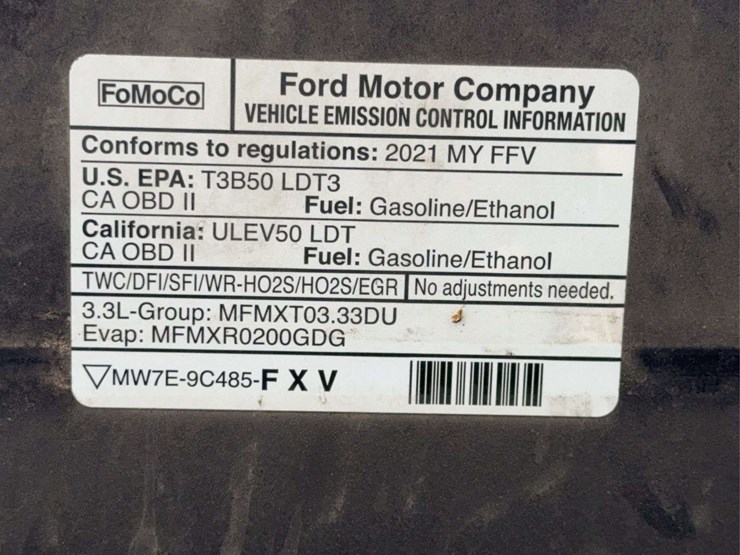 FoMoCo
Ford Motor Company
VEHICLE EMISSION CONTROL INFORMATION
Conforms to regulations: 2021 MY FFV
U.S. EPA: T3B50 LDT3
CA OBD II Fuel: Gasoline/Ethanol
California: ULEV50 LDT
CA OBD II Fuel: Gasoline/Ethanol
TWC/DFI/SFI/WR-HO2S/HO2S/EGR No adjustments needed.
3.3L-Group: MFMXT03.33DU
Evap: MFMXR0200GDG
MW7E-9C485-F X V